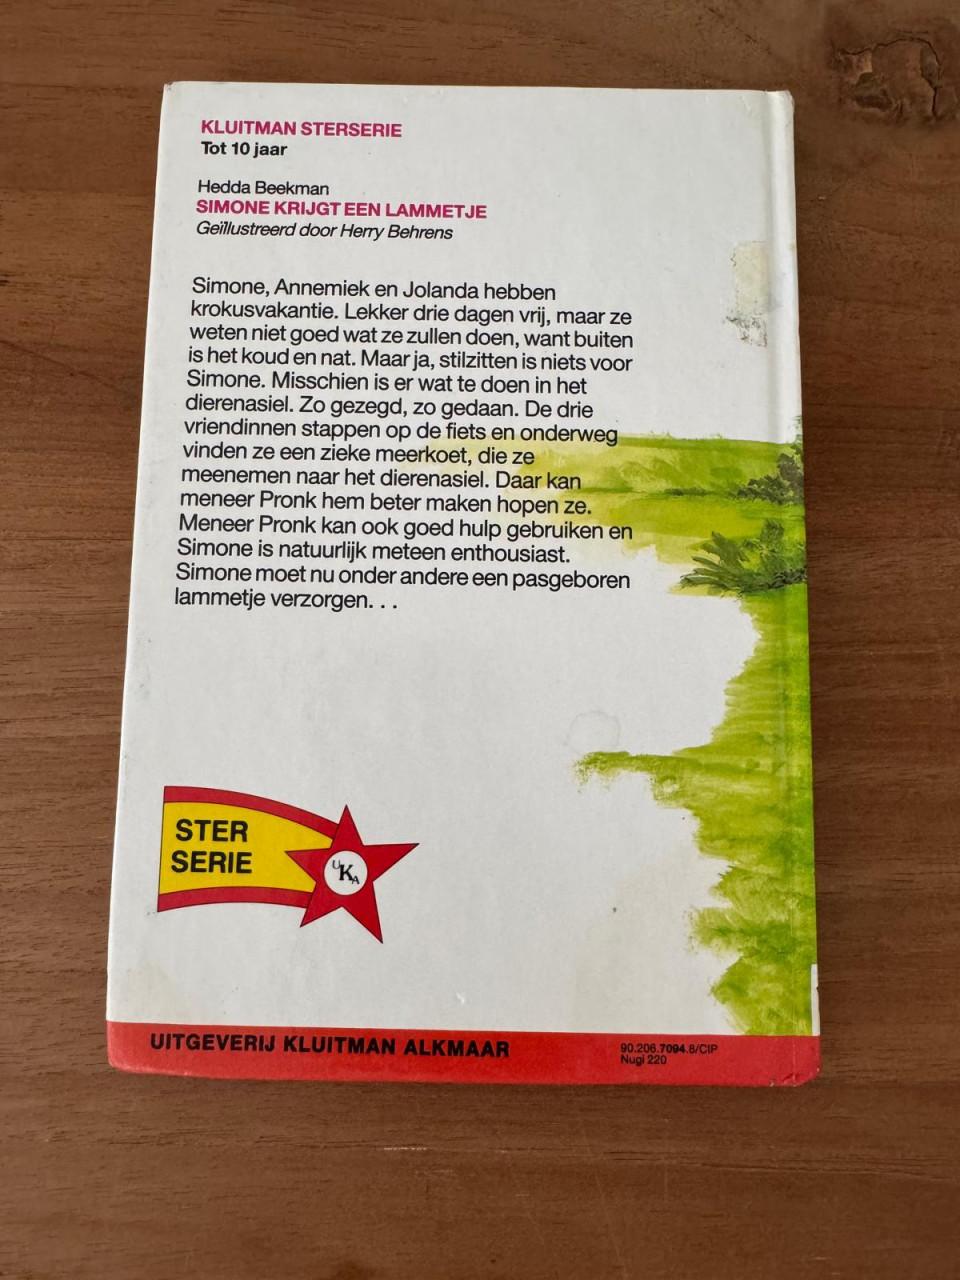 KLUITMAN STERSERIE
Tot 10 jaar
Hedda Beekman
SIMONE KRIJGT EEN LAMMETJE
Geïllustreerd door Herry Behrens
Simone, Annemiek en Jolanda hebben
krokusvakantie. Lekker drie dagen vrij, maar ze
weten niet goed wat ze zullen doen, want buiten
is het koud en nat. Maar ja, stilzitten is niets voor
Simone. Misschien is er wat te doen in het
dierenasiel. Zo gezegd, zo gedaan. De drie
vriendinnen stappen op de fiets en onderweg
vinden ze een zieke meerkoet, die ze
meenemen naar het dierenasiel. Daar kan
meneer Pronk hem beter maken hopen ze.
Meneer Pronk kan ook goed hulp gebruiken en
Simone is natuurlijk meteen enthousiast.
Simone moet nu onder andere een pasgeboren
lammetje verzorgen. . .
STER
SERIE
UKA
UITGEVERIJ KLUITMAN ALKMAAR
90.206.7094.8/CIP
Nugi 220